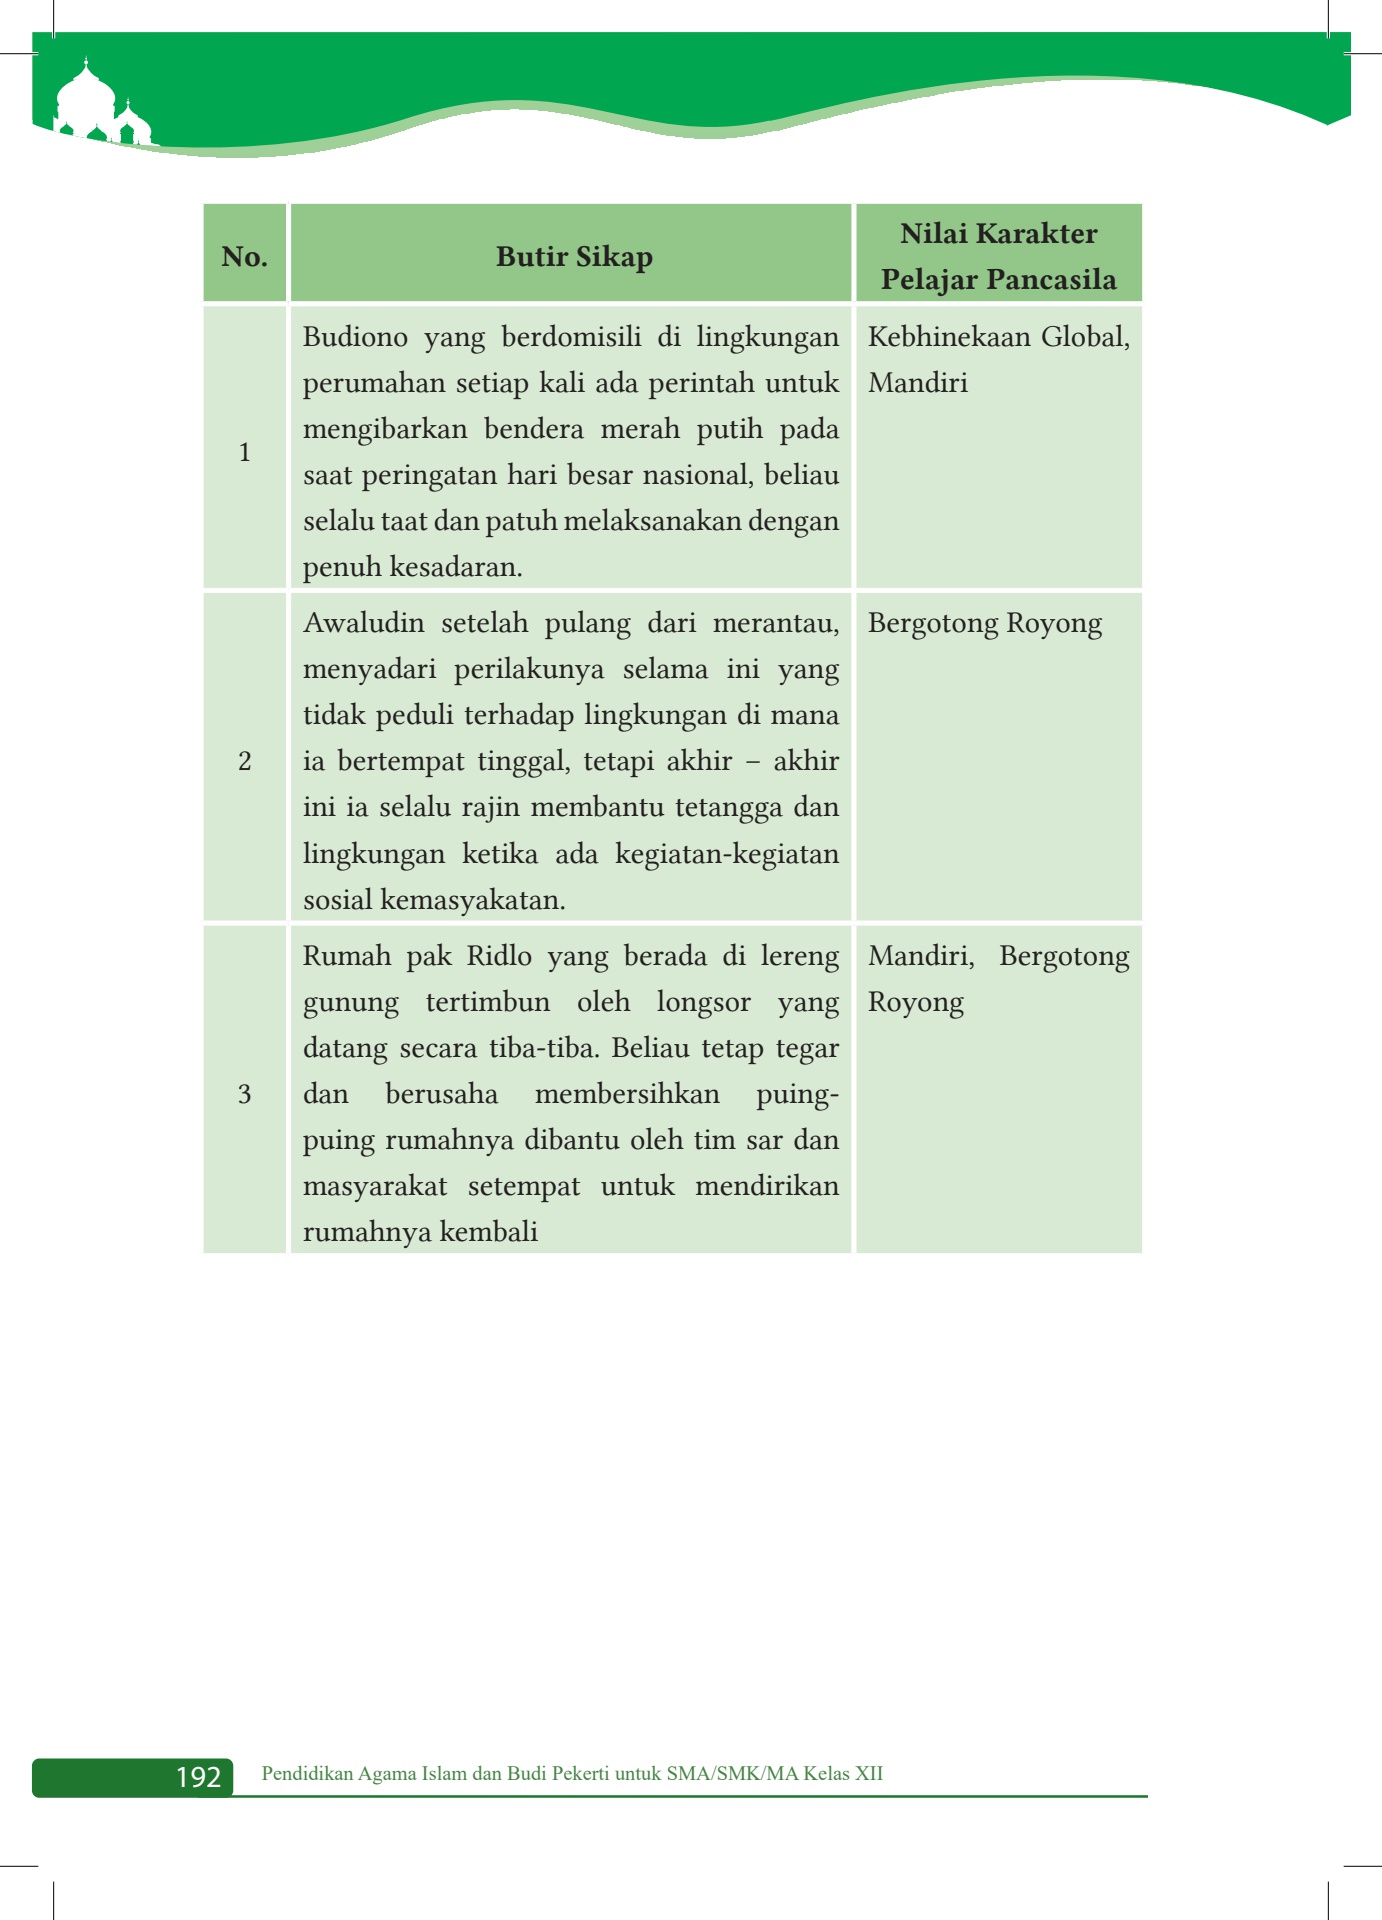 No.
Butir Sikap
Nilai Karakter
Pelajar Pancasila
1
Budiono yang berdomisili di lingkungan
perumahan setiap kali ada perintah untuk
mengibarkan bendera merah putih pada
saat peringatan hari besar nasional, beliau
selalu taat dan patuh melaksanakan dengan
penuh kesadaran.
Kebhinekaan Global,
Mandiri
2
Awaludin setelah pulang dari merantau,
menyadari perilakunya selama ini yang
tidak peduli terhadap lingkungan di mana
ia bertempat tinggal, tetapi akhir – akhir
ini ia selalu rajin membantu tetangga dan
lingkungan ketika ada kegiatan-kegiatan
sosial kemasyakatan.
Bergotong Royong
3
Rumah pak Ridlo yang berada di lereng
gunung tertimbun oleh longsor yang
datang secara tiba-tiba. Beliau tetap tegar
dan berusaha membersihkan puing-
puing rumahnya dibantu oleh tim sar dan
masyarakat setempat untuk mendirikan
rumahnya kembali
Mandiri, Bergotong
Royong
192
Pendidikan Agama Islam dan Budi Pekerti untuk SMA/SMK/MA Kelas XII